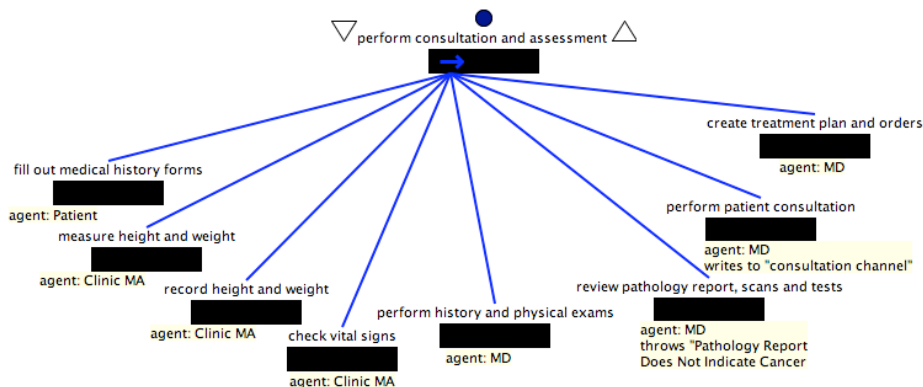 perform consultation and assessment
create treatment plan and orders
agent: MD
fill out medical history forms
agent: Patient
perform patient consultation
agent: MD
writes to "consultation channel"
measure height and weight
agent: Clinic MA
record height and weight
agent: Clinic MA
review pathology report, scans and tests
agent: MD
throws "Pathology Report
Does Not Indicate Cancer
perform history and physical exams
agent: MD
check vital signs
agent: Clinic MA